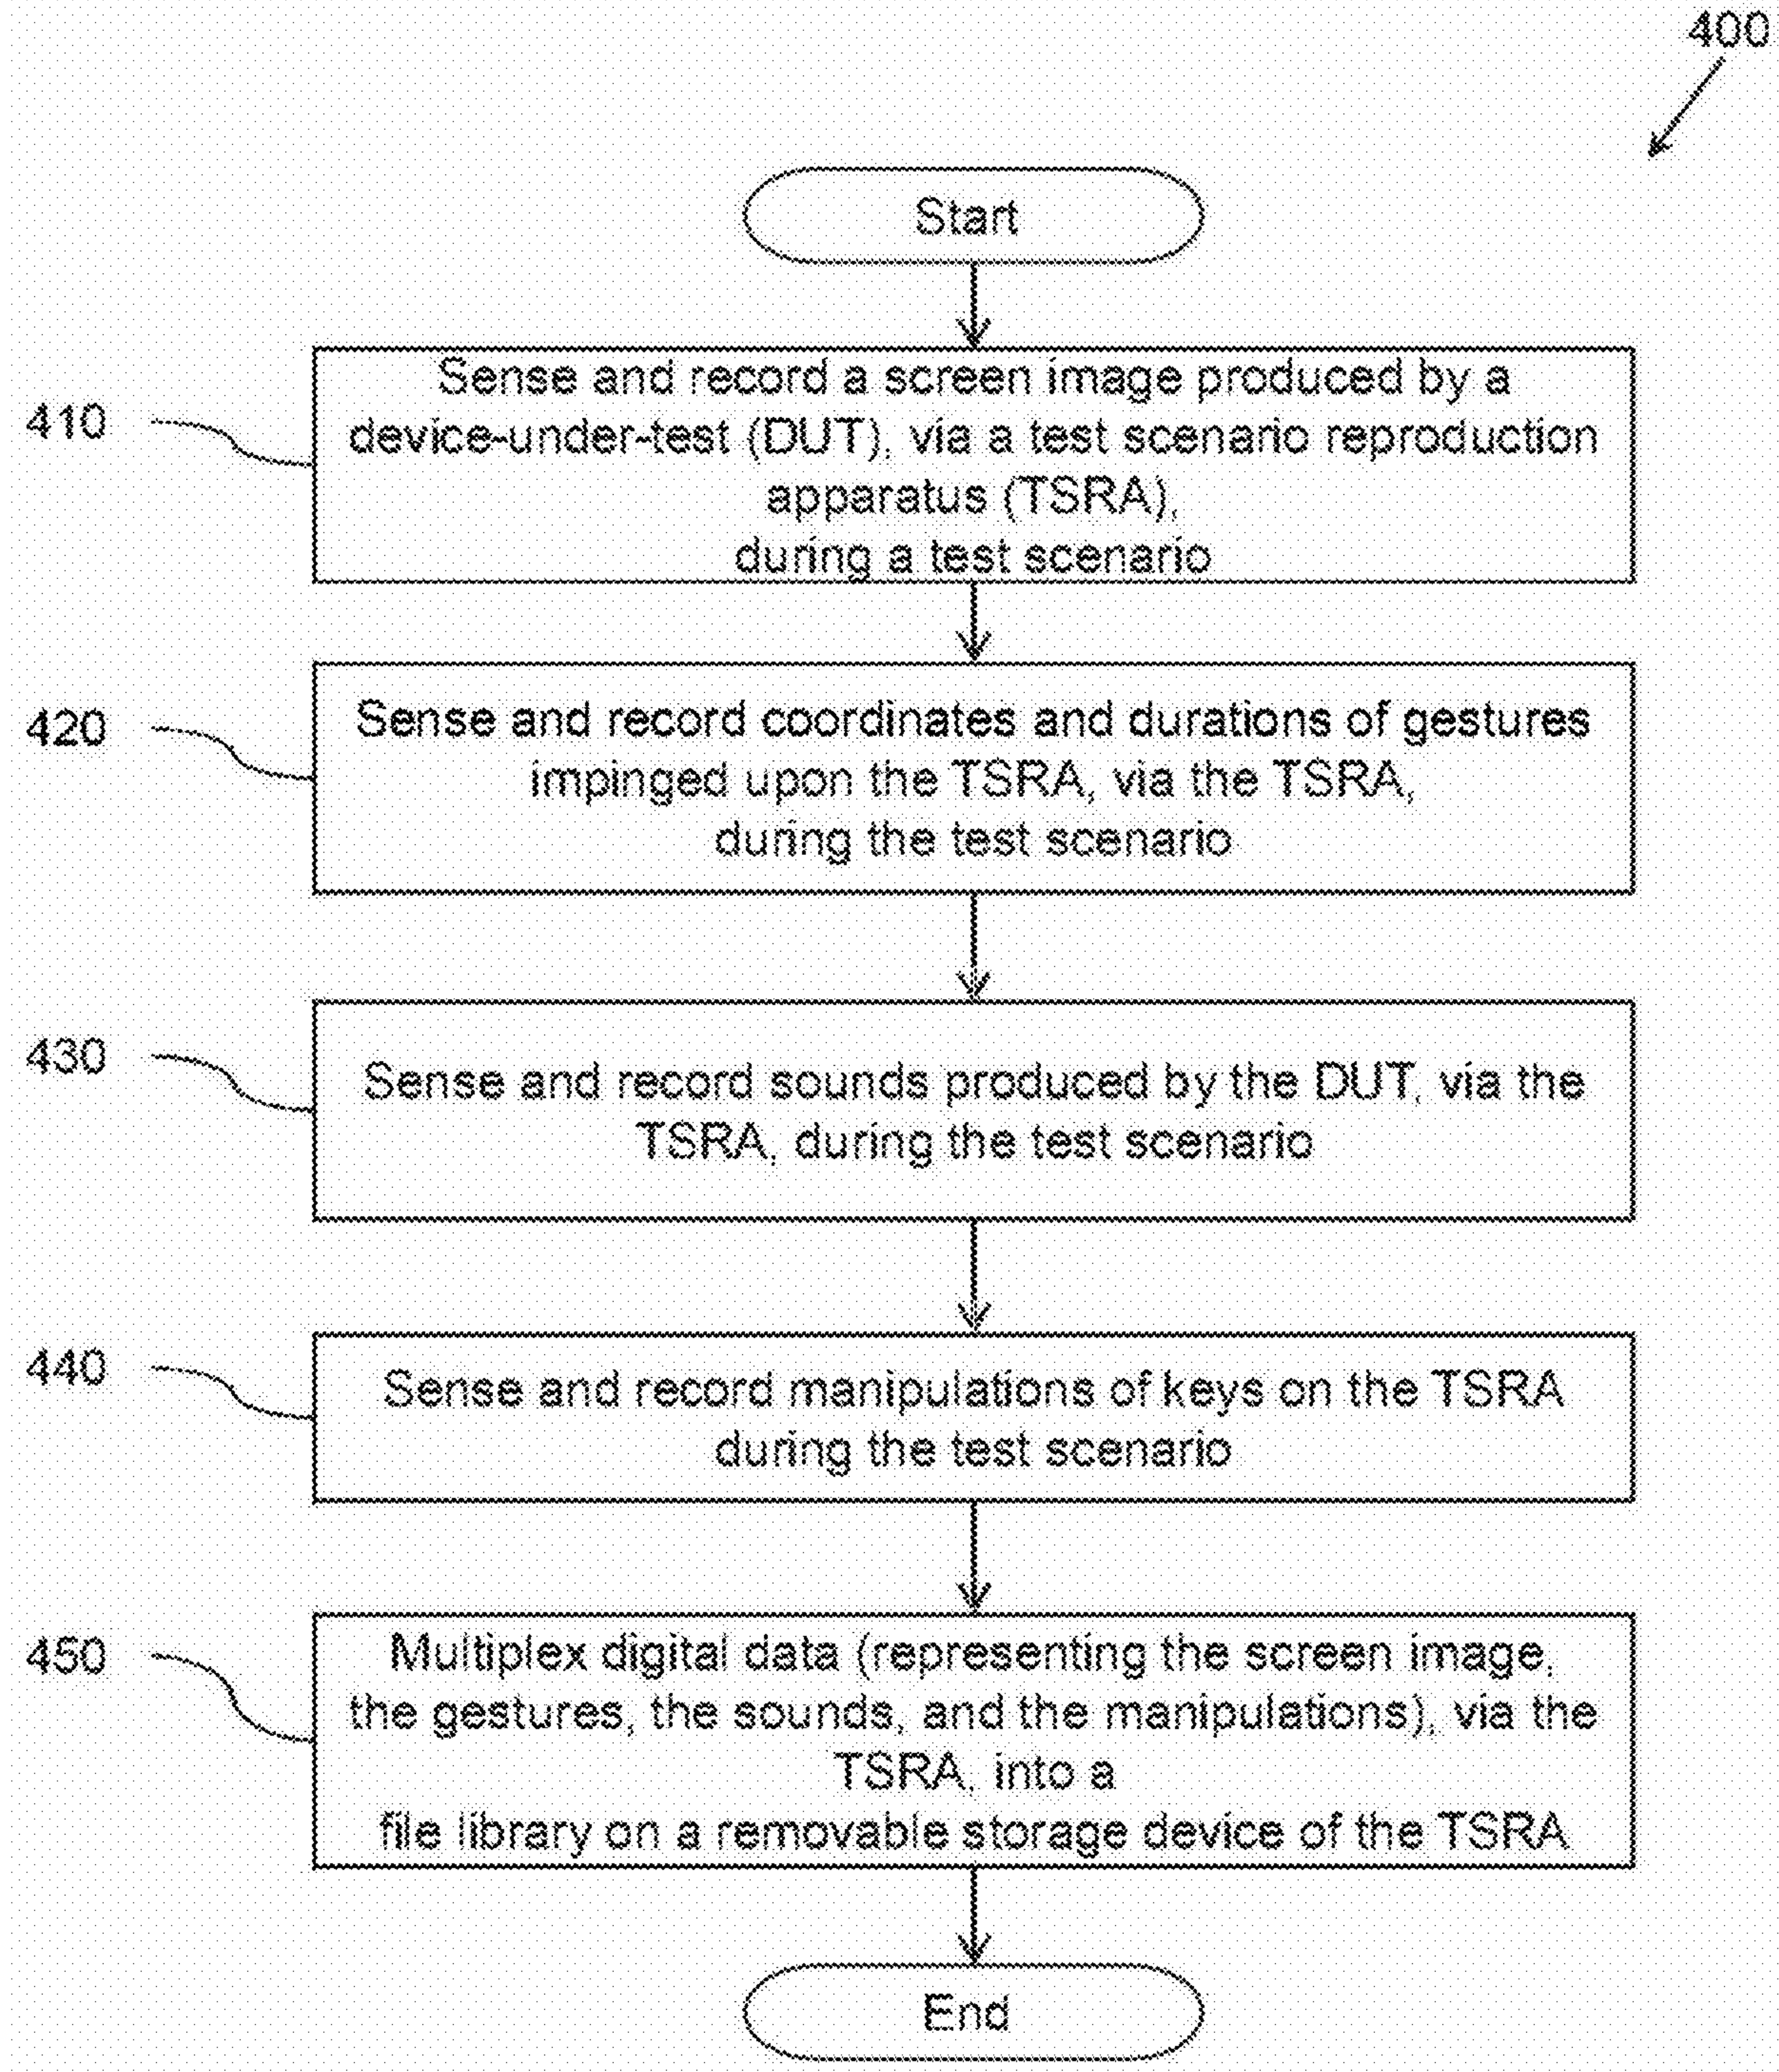 400
Start
410
Sense and record a screen image produced by a
device-under-test (DUT), via a test scenario reproduction
apparatus (TSRA),
during a test scenario
420
Sense and record coordinates and durations of gestures
impinged upon the TSRA, via the TSRA,
during the test scenario
430
Sense and record sounds produced by the DUT, via the
TSRA, during the test scenario
440
Sense and record manipulations of keys on the TSRA
during the test scenario
450
Multiplex digital data (representing the screen image,
the gestures, the sounds, and the manipulations), via the
TSRA, into a
file library on a removable storage device of the TSRA
End